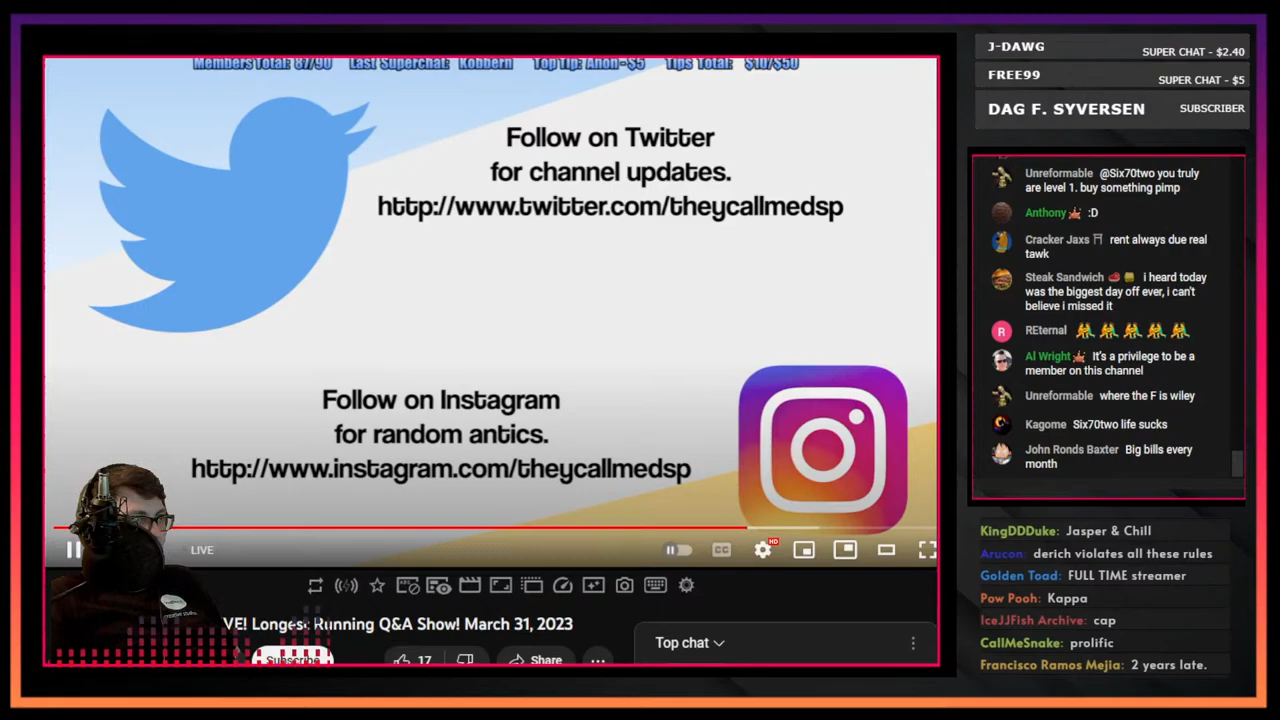 Members Total: 87/90 Last Superchat: Kobbern Top Tip: Anon - $5 Tips Total: $10/$50
Follow on Twitter
for channel updates.
http://www.twitter.com/theycallmedsp
Follow on Instagram
for random antics.
http://www.instagram.com/theycallmedsp
LIVE
CC
HD
VE! Longest Running Q&A Show! March 31, 2023
Subscribe
17
Share
Top chat
J-DAWG
SUPER CHAT - $2.40
FREE99
SUPER CHAT - $5
DAG F. SYVERSEN
SUBSCRIBER
Unreformable @Six70two you truly
are level 1. buy something pimp
Anthony :D
Cracker Jaxs rent always due real
tawk
Steak Sandwich i heard today
was the biggest day off ever, i can't
believe i missed it
R REternal
Al Wright It's a privilege to be a
member on this channel
Unreformable where the F is wiley
Kagome Six70two life sucks
John Ronds Baxter Big bills every
month
KingDDDuke: Jasper & Chill
Arucon: derich violates all these rules
Golden Toad: FULL TIME streamer
Pow Pooh: Kappa
IceJJFish Archive: cap
CallMeSnake: prolific
Francisco Ramos Mejia: 2 years late.